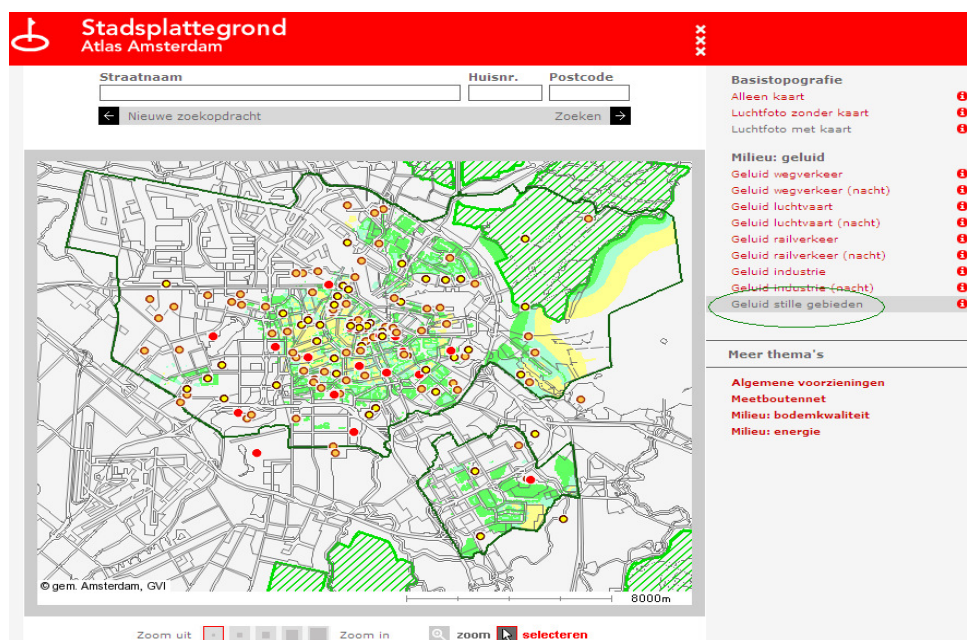 Stadsplattegrond
Atlas Amsterdam
Straatnaam Huisnr. Postcode
Nieuwe zoekopdracht Zoeken
Basistopografie
Alleen kaart
Luchtfoto zonder kaart
Luchtfoto met kaart
Milieu: geluid
Geluid wegverkeer
Geluid wegverkeer (nacht)
Geluid luchtvaart
Geluid luchtvaart (nacht)
Geluid railverkeer
Geluid railverkeer (nacht)
Geluid industrie
Geluid industrie (nacht)
Geluid stille gebieden
Meer thema's
Algemene voorzieningen
Meetboutennet
Milieu: bodemkwaliteit
Milieu: energie
© gem. Amsterdam, GVI
8000m
Zoom uit Zoom in zoom selecteren